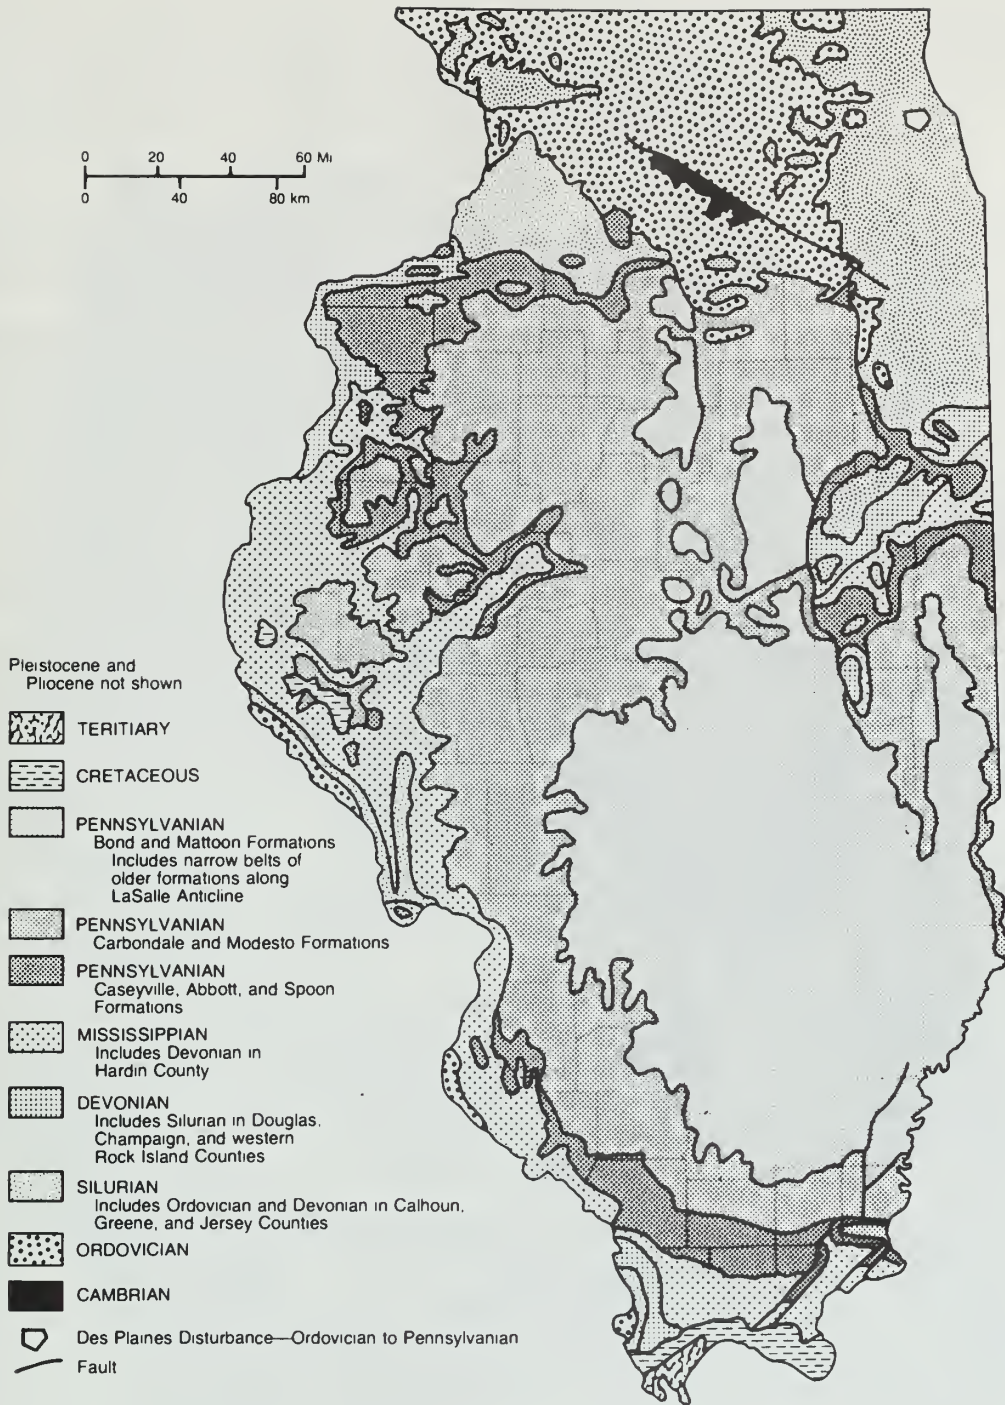 0 20 40 60 Mi
0 40 80 km
Pleistocene and
Pliocene not shown
TERITIARY
CRETACEOUS
PENNSYLVANIAN
Bond and Mattoon Formations
Includes narrow belts of
older formations along
LaSalle Anticline
PENNSYLVANIAN
Carbondale and Modesto Formations
PENNSYLVANIAN
Caseyville, Abbott, and Spoon
Formations
MISSISSIPPIAN
Includes Devonian in
Hardin County
DEVONIAN
Includes Silurian in Douglas,
Champaign, and western
Rock Island Counties
SILURIAN
Includes Ordovician and Devonian in Calhoun,
Greene, and Jersey Counties
ORDOVICIAN
CAMBRIAN
Des Plaines Disturbance—Ordovician to Pennsylvanian
Fault